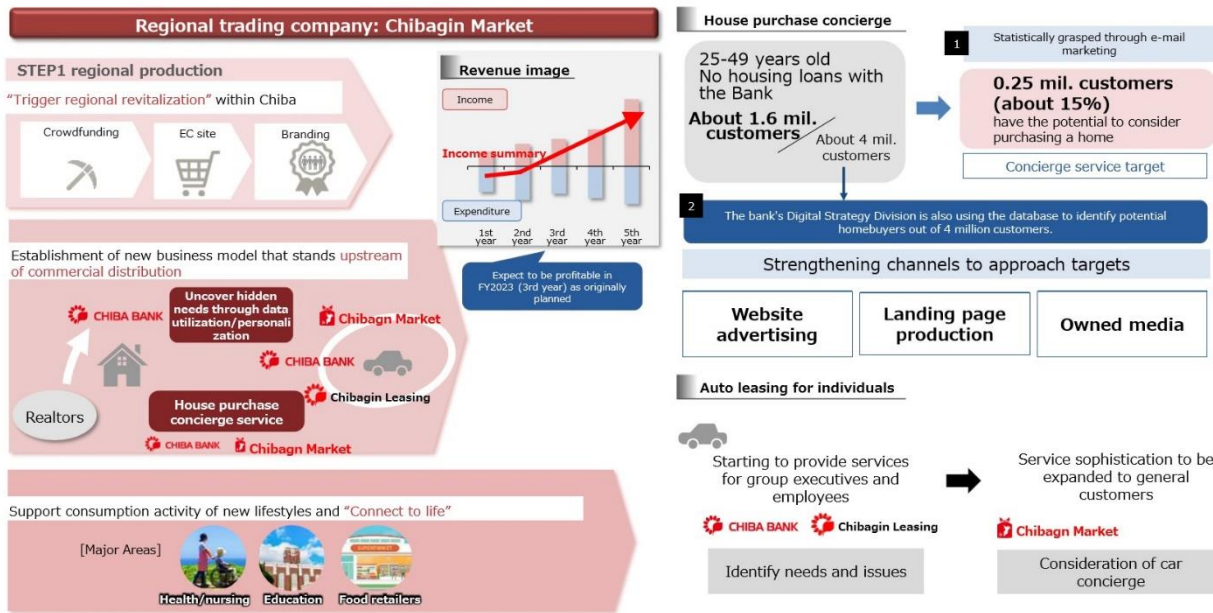 Regional trading company: Chibagin Market
STEP1 regional production
“Trigger regional revitalization” within Chiba
Crowdfunding
EC site
Branding
Revenue image
Income
Income summary
Expenditure
1st year
2nd year
3rd year
4th year
5th year
Expect to be profitable in
FY2023 (3rd year) as originally
planned
Establishment of new business model that stands upstream
of commercial distribution
CHIBA BANK
Uncover hidden
needs through data
utilization/personali
zation
Chibagn Market
CHIBA BANK
Chibagin Leasing
Realtors
House purchase
concierge service
CHIBA BANK
Chibagn Market
Support consumption activity of new lifestyles and “Connect to life”
[Major Areas]
SUPERMARKET
Health/nursing
Education
Food retailers
House purchase concierge
25-49 years old
No housing loans with
the Bank
About 1.6 mil.
customers
About 4 mil.
customers
1
Statistically grasped through e-mail
marketing
0.25 mil. customers
(about 15%)
have the potential to consider
purchasing a home
Concierge service target
2
The bank's Digital Strategy Division is also using the database to identify potential
homebuyers out of 4 million customers.
Strengthening channels to approach targets
Website
advertising
Landing page
production
Owned media
Auto leasing for individuals
Starting to provide services
for group executives and
employees
CHIBA BANK
Chibagin Leasing
Identify needs and issues
Service sophistication to be
expanded to general
customers
Chibagn Market
Consideration of car
concierge